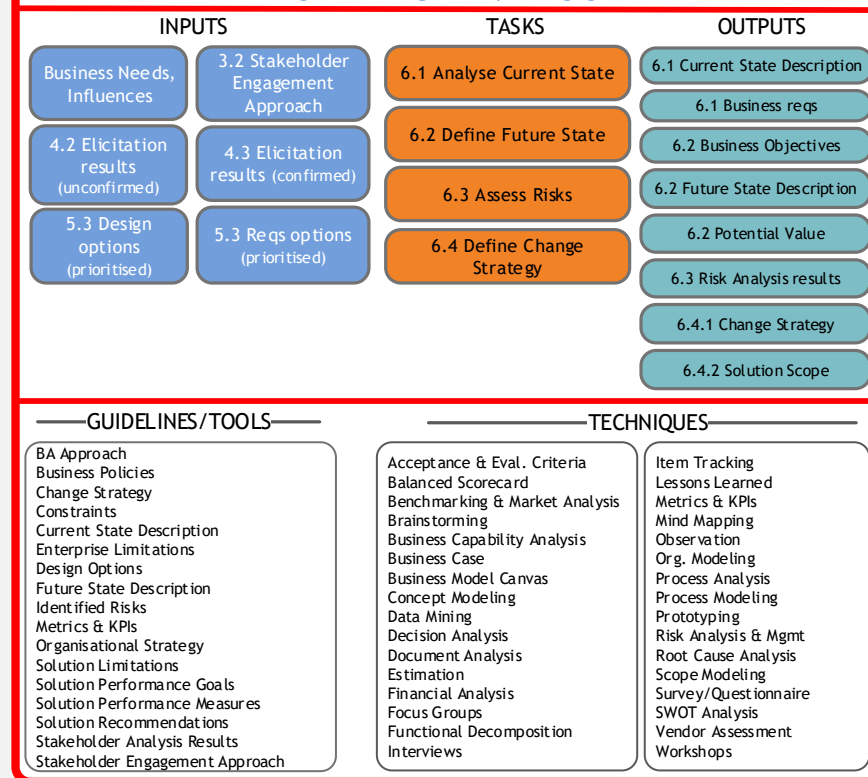 INPUTS
TASKS
OUTPUTS
Business Needs,
Influences
3.2 Stakeholder
Engagement
Approach
4.2 Elicitation
results
(unconfirmed)
4.3 Elicitation
results (confirmed)
5.3 Design
options
(prioritised)
5.3 Reqs options
(prioritised)
6.1 Analyse Current State
6.2 Define Future State
6.3 Assess Risks
6.4 Define Change
Strategy
6.1 Current State Description
6.1 Business reqs
6.2 Business Objectives
6.2 Future State Description
6.2 Potential Value
6.3 Risk Analysis results
6.4.1 Change Strategy
6.4.2 Solution Scope
GUIDELINES/TOOLS
BA Approach
Business Policies
Change Strategy
Constraints
Current State Description
Enterprise Limitations
Design Options
Future State Description
Identified Risks
Metrics & KPIs
Organisational Strategy
Solution Limitations
Solution Performance Goals
Solution Performance Measures
Solution Recommendations
Stakeholder Analysis Results
Stakeholder Engagement Approach
TECHNIQUES
Acceptance & Eval. Criteria
Balanced Scorecard
Benchmarking & Market Analysis
Brainstorming
Business Capability Analysis
Business Case
Business Model Canvas
Concept Modeling
Data Mining
Decision Analysis
Document Analysis
Estimation
Financial Analysis
Focus Groups
Functional Decomposition
Interviews
Item Tracking
Lessons Learned
Metrics & KPIs
Mind Mapping
Observation
Org. Modeling
Process Analysis
Process Modeling
Prototyping
Risk Analysis & Mgmt
Root Cause Analysis
Scope Modeling
Survey/Questionnaire
SWOT Analysis
Vendor Assessment
Workshops